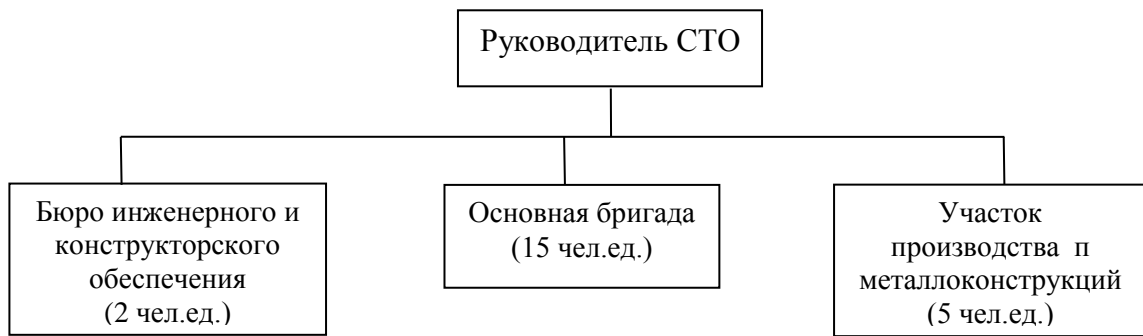 Руководитель СТО
Бюро инженерного и
конструкторского
обеспечения
(2 чел.ед.)
Основная бригада
(15 чел.ед.)
Участок
производства п
металлоконструкций
(5 чел.ед.)